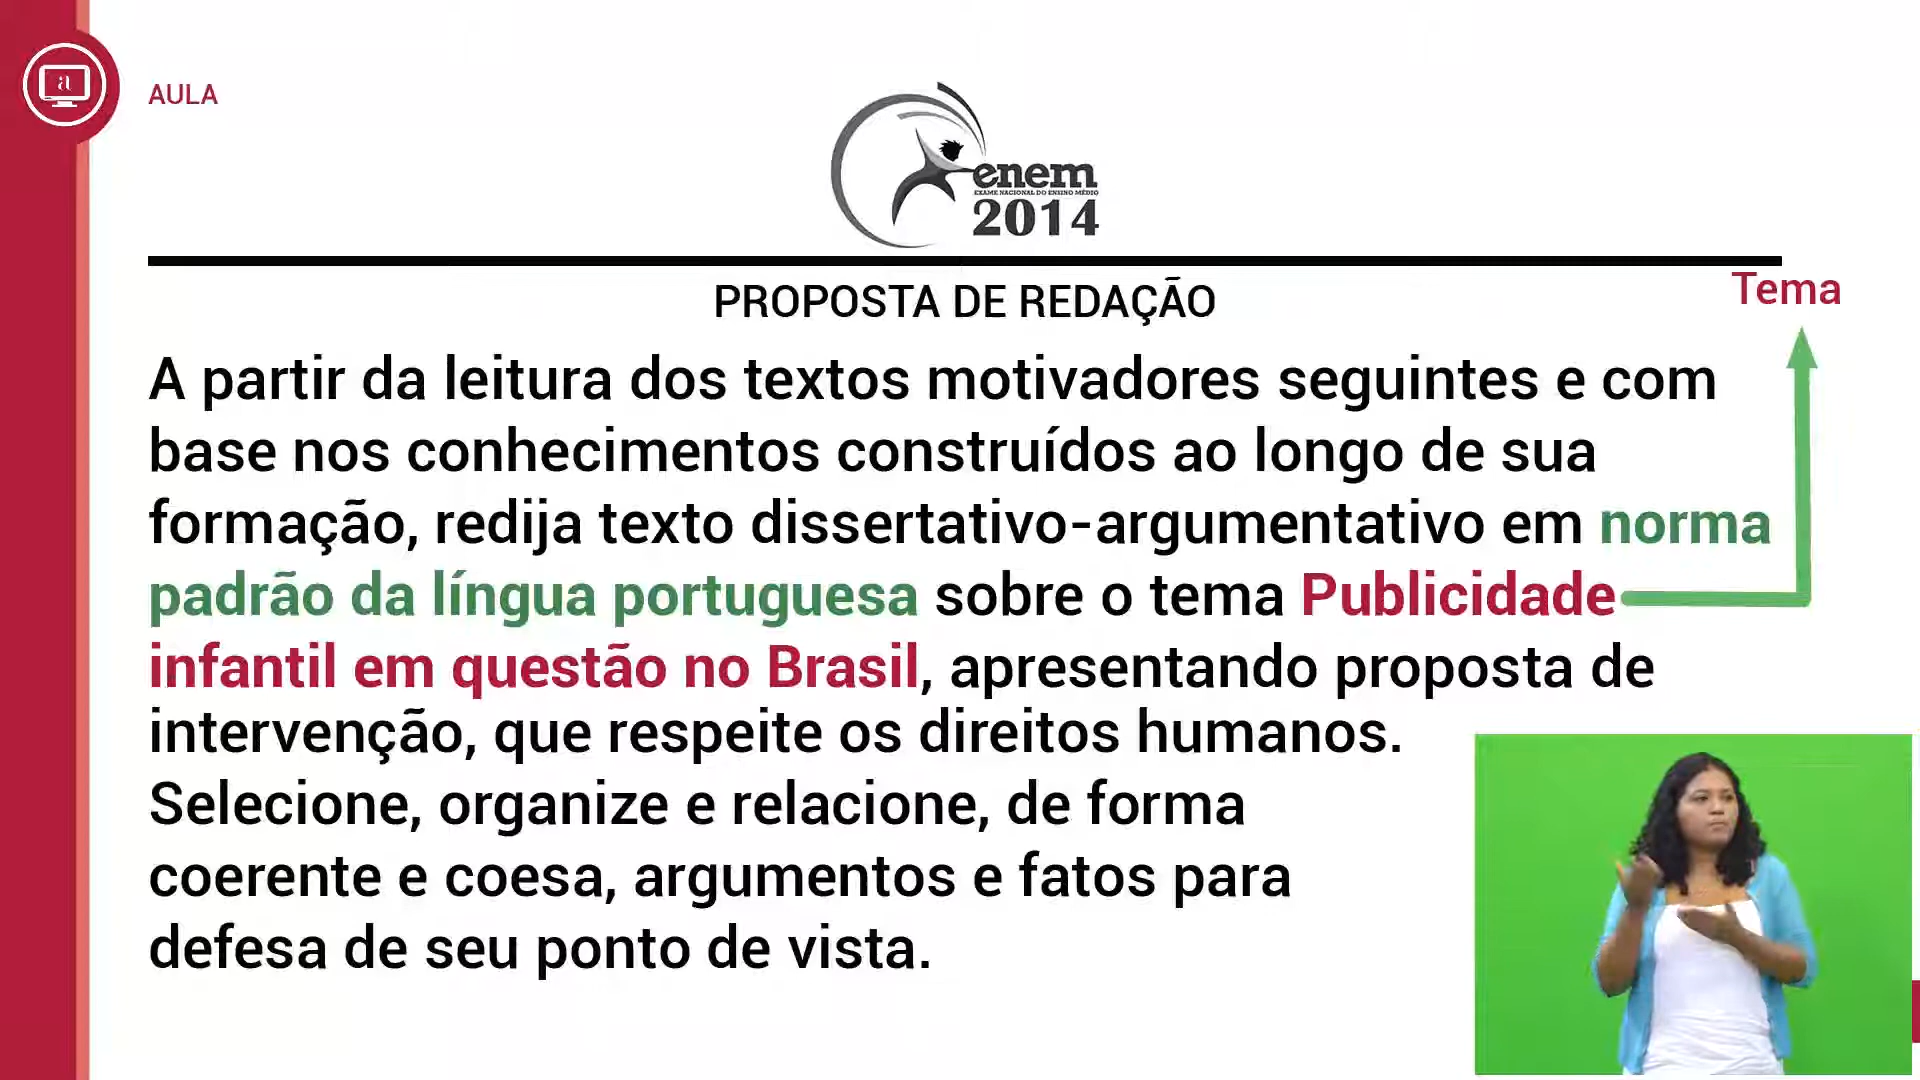 AULA
enem
EXAME NACIONAL DO ENSINO MÉDIO
2014
PROPOSTA DE REDAÇÃO
Tema
A partir da leitura dos textos motivadores seguintes e com
base nos conhecimentos construídos ao longo de sua
formação, redija texto dissertativo-argumentativo em norma
padrão da língua portuguesa sobre o tema Publicidade
infantil em questão no Brasil, apresentando proposta de
intervenção, que respeite os direitos humanos.
Selecione, organize e relacione, de forma
coerente e coesa, argumentos e fatos para
defesa de seu ponto de vista.